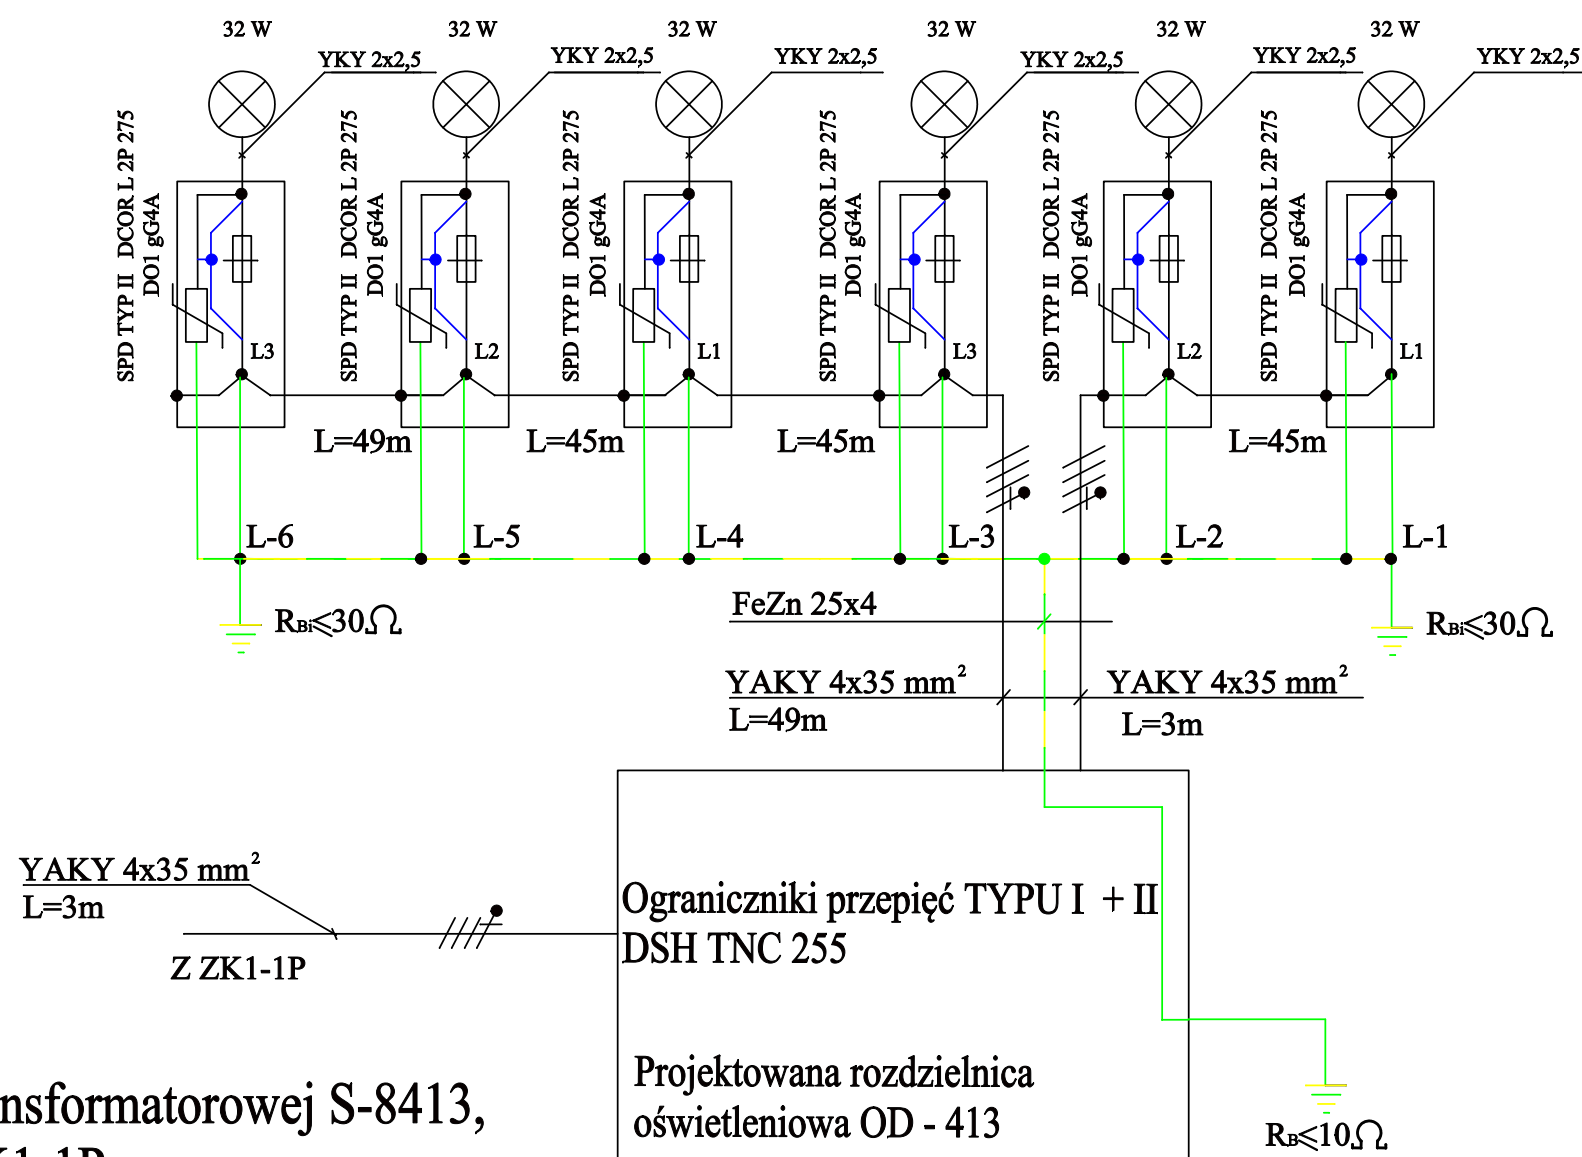 32 W
32 W
32 W
32 W
32 W
32 W
YKY 2x2,5
YKY 2x2,5
YKY 2x2,5
YKY 2x2,5
YKY 2x2,5
YKY 2x2,5
SPD TYP II DCOR L 2P 275
DO1 gG4A
SPD TYP II DCOR L 2P 275
DO1 gG4A
SPD TYP II DCOR L 2P 275
DO1 gG4A
SPD TYP II DCOR L 2P 275
DO1 gG4A
SPD TYP II DCOR L 2P 275
DO1 gG4A
SPD TYP II DCOR L 2P 275
DO1 gG4A
L3
L2
L1
L3
L2
L1
L=49m
L=45m
L=45m
L=45m
L-6
L-5
L-4
L-3
L-2
L-1
RBi⩽30Ω
FeZn 25x4
RBi⩽30Ω
YAKY 4x35 mm²
L=49m
YAKY 4x35 mm²
L=3m
YAKY 4x35 mm²
L=3m
Z ZK1-1P
Ograniczniki przepięć TYPU I + II
DSH TNC 255
Projektowana rozdzielnica
oświetleniowa OD - 413
RB⩽10Ω
nsformatorowej S-8413,
K1-1P